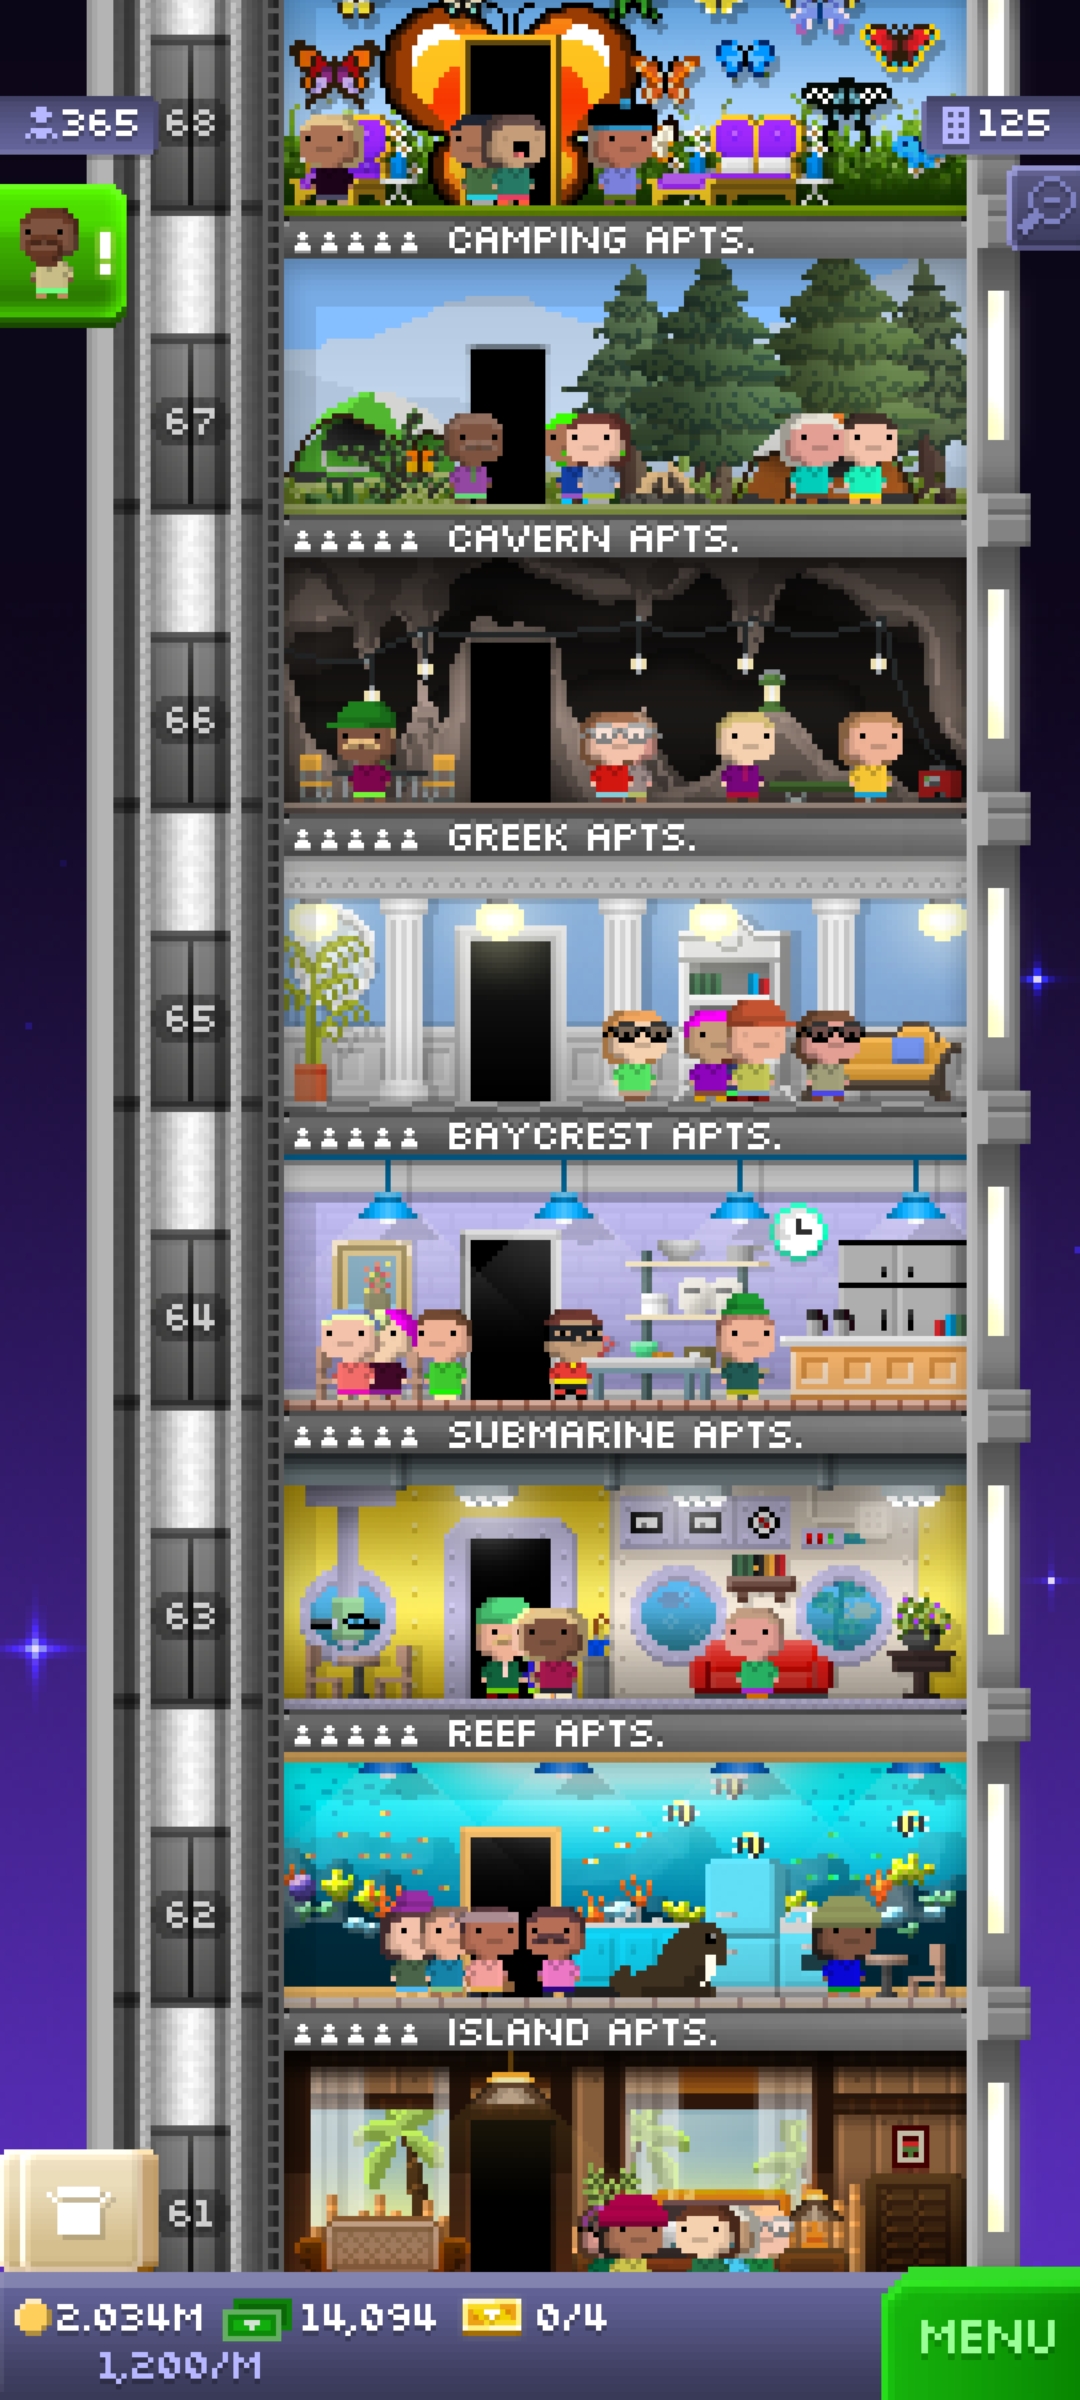 365
68
125
!
CAMPING APTS.
67
CAVERN APTS.
66
GREEK APTS.
65
BAYCREST APTS.
64
SUBMARINE APTS.
63
REEF APTS.
62
ISLAND APTS.
61
2.034M 14,094 0/4
1,200/M
MENU